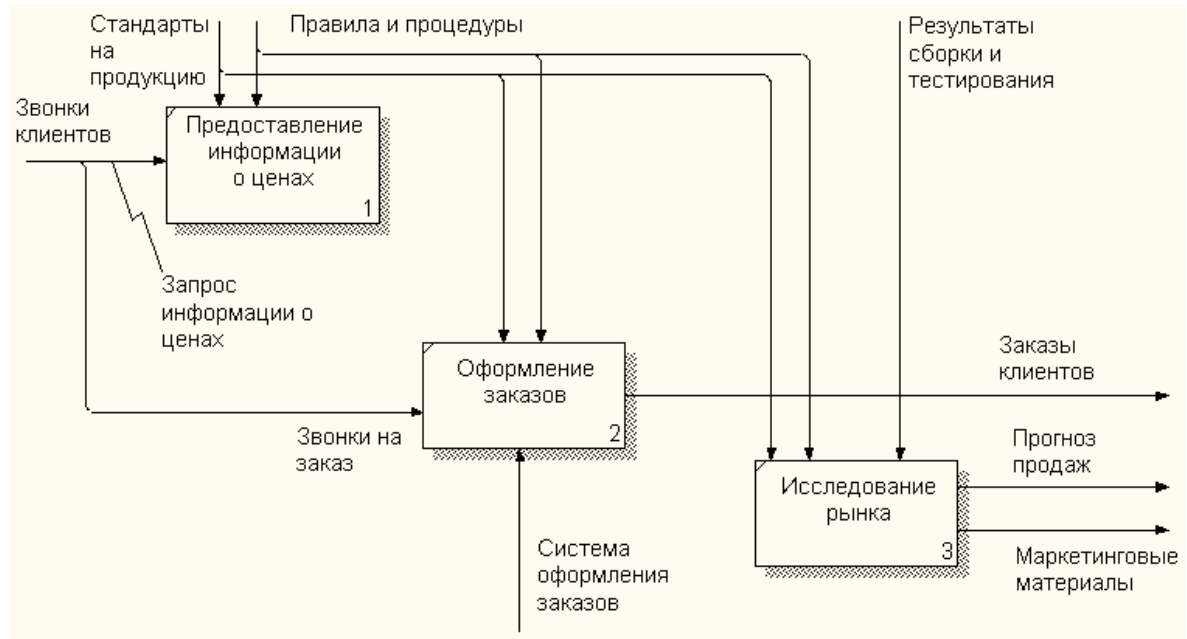 Стандарты
на
продукцию
Правила и процедуры
Результаты
сборки и
тестирования
Звонки
клиентов
Предоставление
информации
о ценах
1
Запрос
информации о
ценах
Оформление
заказов
2
Заказы
клиентов
Звонки на
заказ
Прогноз
продаж
Исследование
рынка
3
Система
оформления
заказов
Маркетинговые
материалы